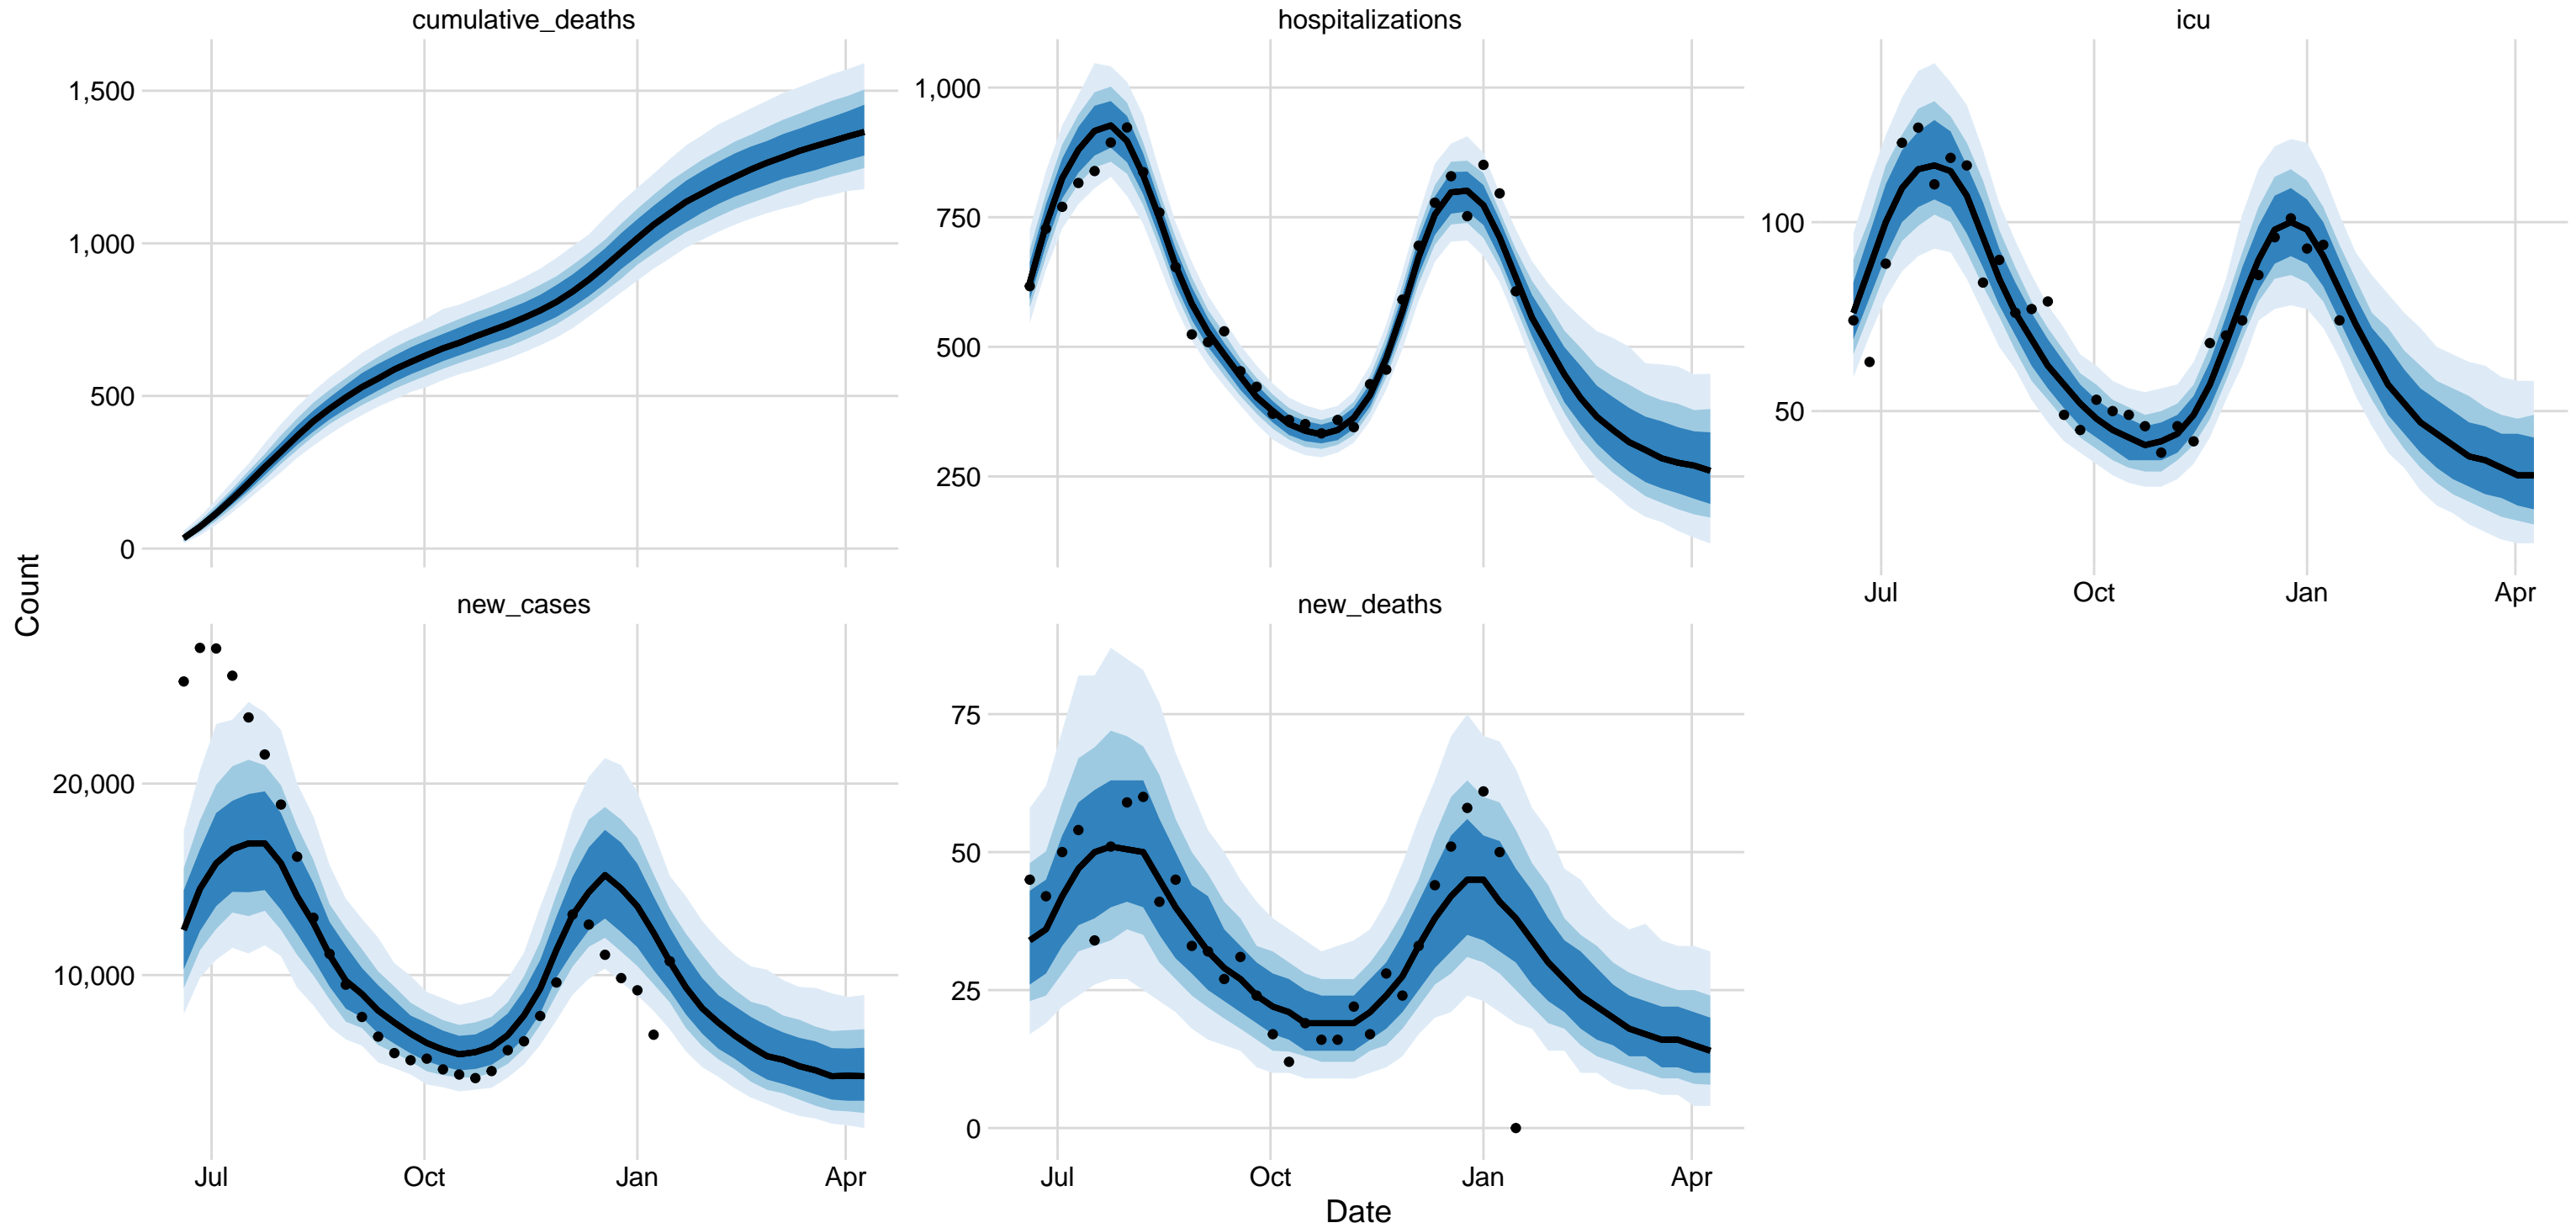 cumulative_deaths
hospitalizations
icu
1,500
1,000
500
0
1,000
750
500
250
100
50
Jul
Oct
Jan
Apr
Count
new_cases
new_deaths
20,000
10,000
75
50
25
0
Jul
Oct
Jan
Apr
Jul
Oct
Jan
Apr
Date